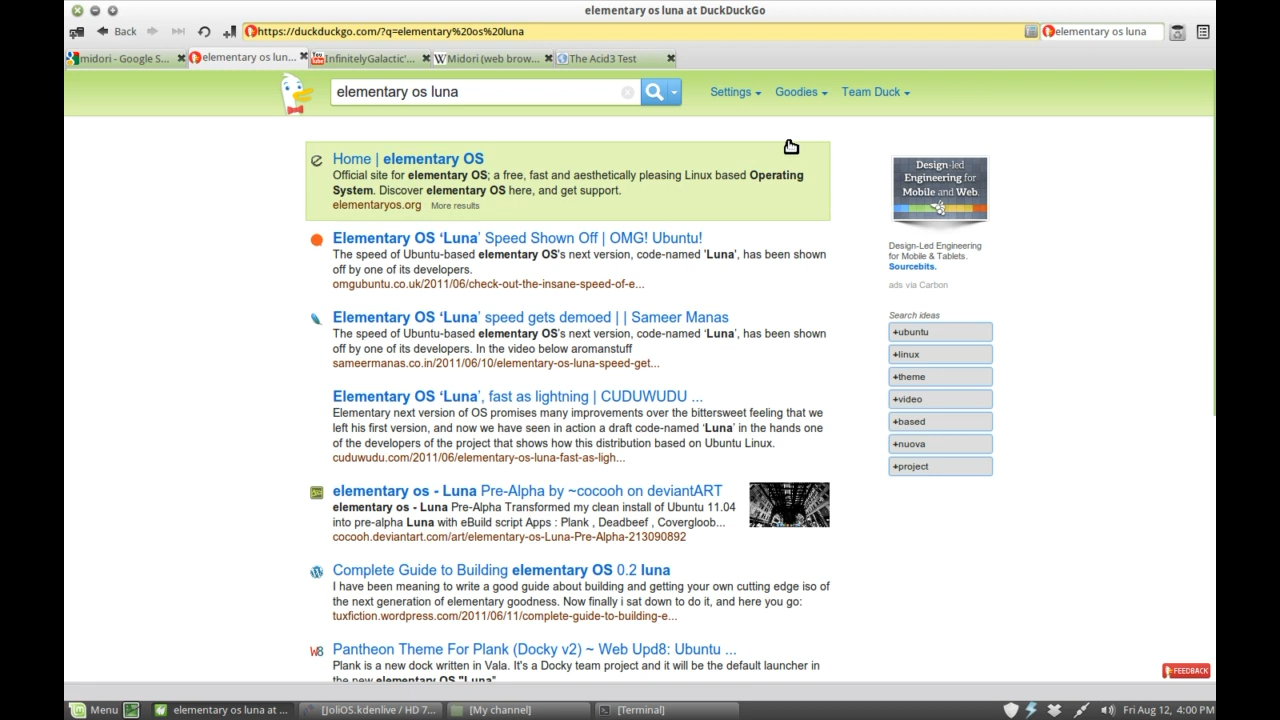 elementary os luna at DuckDuckGo
Back
https://duckduckgo.com/?q=elementary%20os%20luna
elementary os luna
midori - Google S...
elementary os lun...
You Tube
InfinitelyGalactic'...
W Midori (web brow...
The Acid3 Test
elementary os luna
Settings
Goodies
Team Duck
Home | elementary OS
Official site for elementary OS; a free, fast and aesthetically pleasing Linux based Operating
System. Discover elementary OS here, and get support.
elementaryos.org More results
Elementary OS ‘Luna’ Speed Shown Off | OMG! Ubuntu!
The speed of Ubuntu-based elementary OS's next version, code-named 'Luna', has been shown
off by one of its developers.
omgubuntu.co.uk/2011/06/check-out-the-insane-speed-of-e...
Elementary OS ‘Luna’ speed gets demoed | | Sameer Manas
The speed of Ubuntu-based elementary OS's next version, code-named 'Luna', has been shown
off by one of its developers. In the video below aromanstuff
sameermanas.co.in/2011/06/10/elementary-os-luna-speed-get...
Elementary OS ‘Luna’, fast as lightning | CUDUWUDU ...
Elementary next version of OS promises many improvements over the bittersweet feeling that we
left his first version, and now we have seen in action a draft code-named ‘Luna’ in the hands one
of the developers of the project that shows how this distribution based on Ubuntu Linux.
cuduwudu.com/2011/06/elementary-os-luna-fast-as-ligh...
elementary os - Luna Pre-Alpha by ~cocooh on deviantART
elementary os - Luna Pre-Alpha Transformed my clean install of Ubuntu 11.04
into pre-alpha Luna with eBuild script Apps : Plank , Deadbeef , Covergloob...
cocooh.deviantart.com/art/elementary-os-Luna-Pre-Alpha-213090892
Complete Guide to Building elementary OS 0.2 luna
I have been meaning to write a good guide about building and getting your own cutting edge iso of
the next generation of elementary goodness. Now finally i sat down to do it, and here you go:
tuxfiction.wordpress.com/2011/06/11/complete-guide-to-building-e...
W8 Pantheon Theme For Plank (Docky v2) ~ Web Upd8: Ubuntu ...
Plank is a new dock written in Vala. It's a Docky team project and it will be the default launcher in
the new elementary OS "Luna"
Design-led
Engineering for
Mobile and Web.
Design-Led Engineering
for Mobile & Tablets.
Sourcebits.
ads via Carbon
Search ideas
+ubuntu
+linux
+theme
+video
+based
+nuova
+project
FEEDBACK
Menu
elementary os luna at ...
[JoliOS.kdenlive / HD 7...
[My channel]
[Terminal]
Fri Aug 12, 4:00 PM